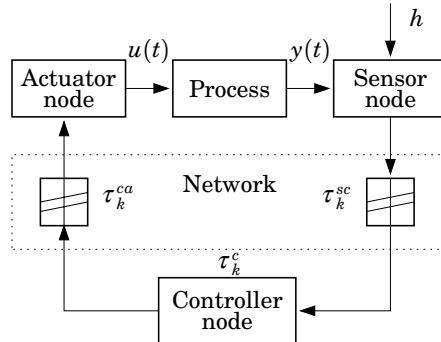 h
u(t)
y(t)
Actuator
node
Process
Sensor
node
Network
τ_k^{ca}
τ_k^{sc}
τ_k^c
Controller
node